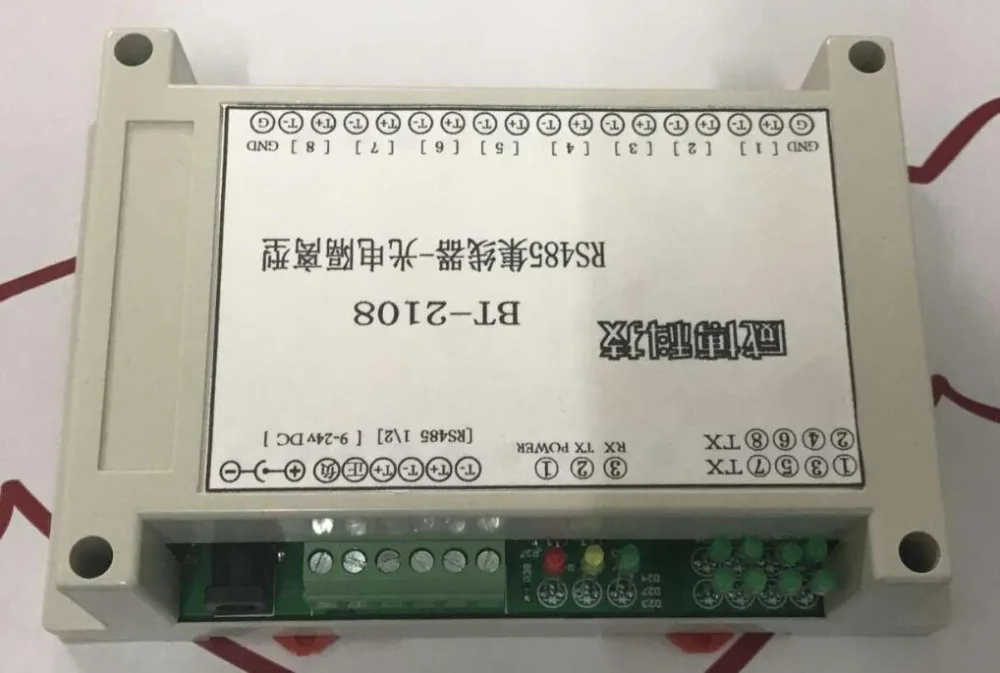 ①③⑤⑦TX ③ ② ① T- T+ T- T+ 正 负 + −
②④⑥⑧TX RX TX POWER [RS485 1\2] [ 9-24v DC ]
威博科技
BT-2108
RS485集线器-光电隔离型
GND [ 1 ] [ 2 ] [ 3 ] [ 4 ] [ 5 ] [ 6 ] [ 7 ] [ 8 ] GND
G T+ T- T+ T- T+ T- T+ T- T+ T- T+ T- T+ T- T+ T- G